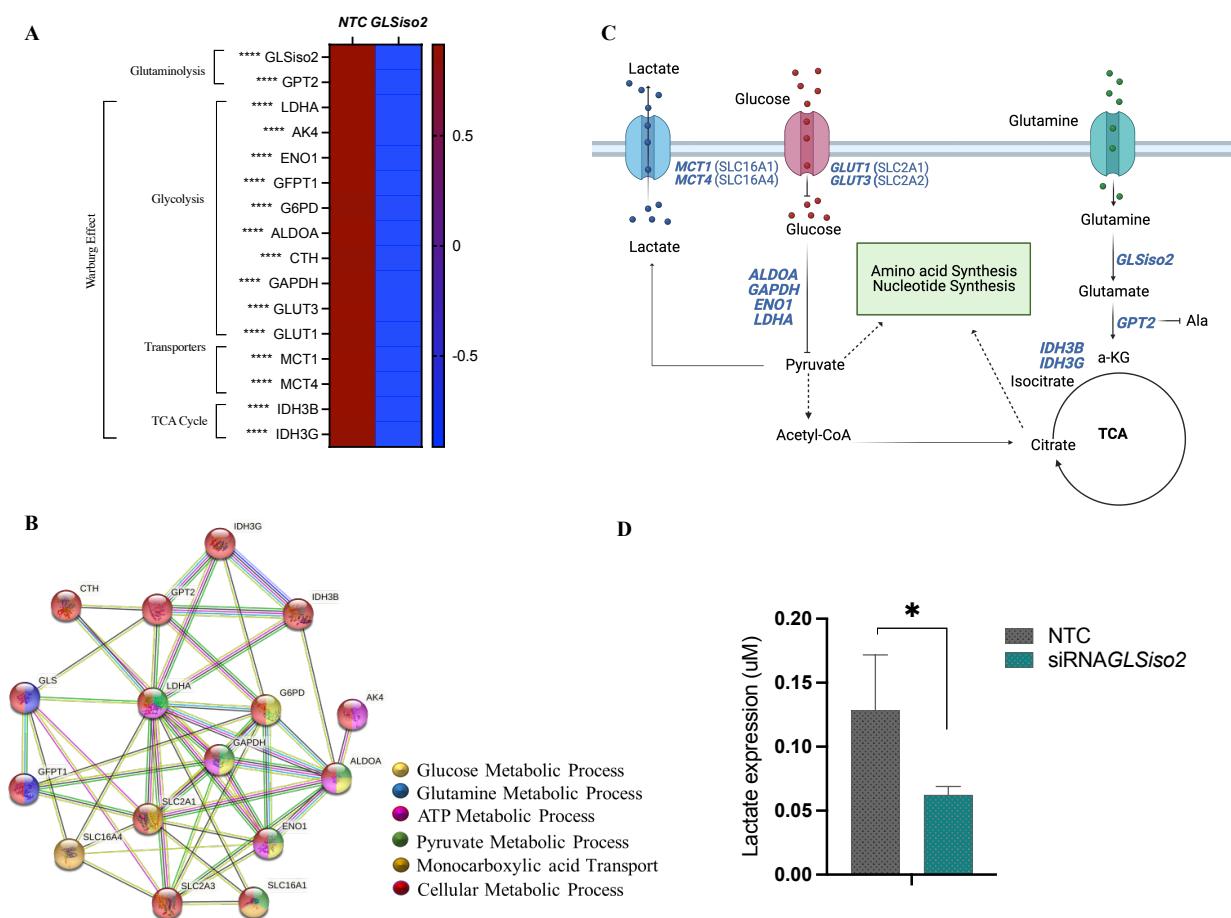 A
NTC GLSiso2
Glutaminolysis
**** GLSiso2
**** GPT2
Warburg Effect
Glycolysis
**** LDHA
**** AK4
**** ENO1
**** GFPT1
**** G6PD
**** ALDOA
**** CTH
**** GAPDH
**** GLUT3
**** GLUT1
Transporters
**** MCT1
**** MCT4
TCA Cycle
**** IDH3B
**** IDH3G
0.5
0
-0.5
B
IDH3G
CTH
GPT2
IDH3B
GLS
LDHA
G6PD
AK4
GAPDH
ALDOA
GFPT1
SLC2A1
ENO1
SLC16A4
SLC2A3
SLC16A1
Glucose Metabolic Process
Glutamine Metabolic Process
ATP Metabolic Process
Pyruvate Metabolic Process
Monocarboxylic acid Transport
Cellular Metabolic Process
C
Lactate
Glucose
Glutamine
MCT1 (SLC16A1)
MCT4 (SLC16A4)
GLUT1 (SLC2A1)
GLUT3 (SLC2A2)
Lactate
Glucose
Glutamine
ALDOA
GAPDH
ENO1
LDHA
Amino acid Synthesis
Nucleotide Synthesis
GLSiso2
Glutamate
GPT2
Ala
IDH3B
IDH3G
a-KG
Isocitrate
Pyruvate
Acetyl-CoA
Citrate
TCA
D
Lactate expression (uM)
0.20
0.15
0.10
0.05
0.00
*
NTC
siRNAGLSiso2